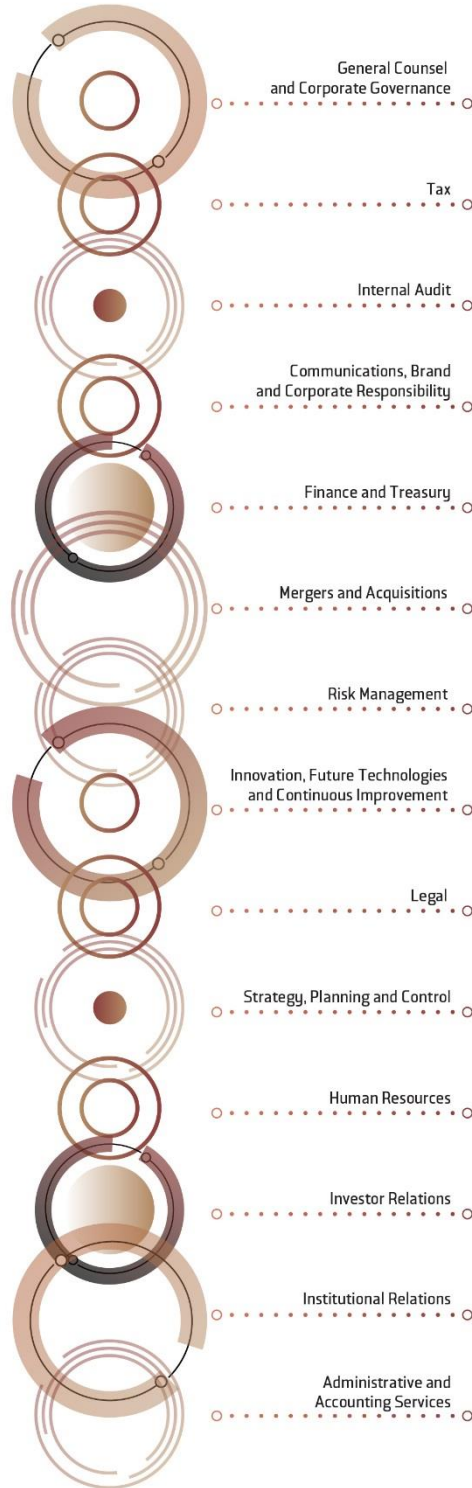 General Counsel
and Corporate Governance
Tax
Internal Audit
Communications, Brand
and Corporate Responsibility
Finance and Treasury
Mergers and Acquisitions
Risk Management
Innovation, Future Technologies
and Continuous Improvement
Legal
Strategy, Planning and Control
Human Resources
Investor Relations
Institutional Relations
Administrative and
Accounting Services